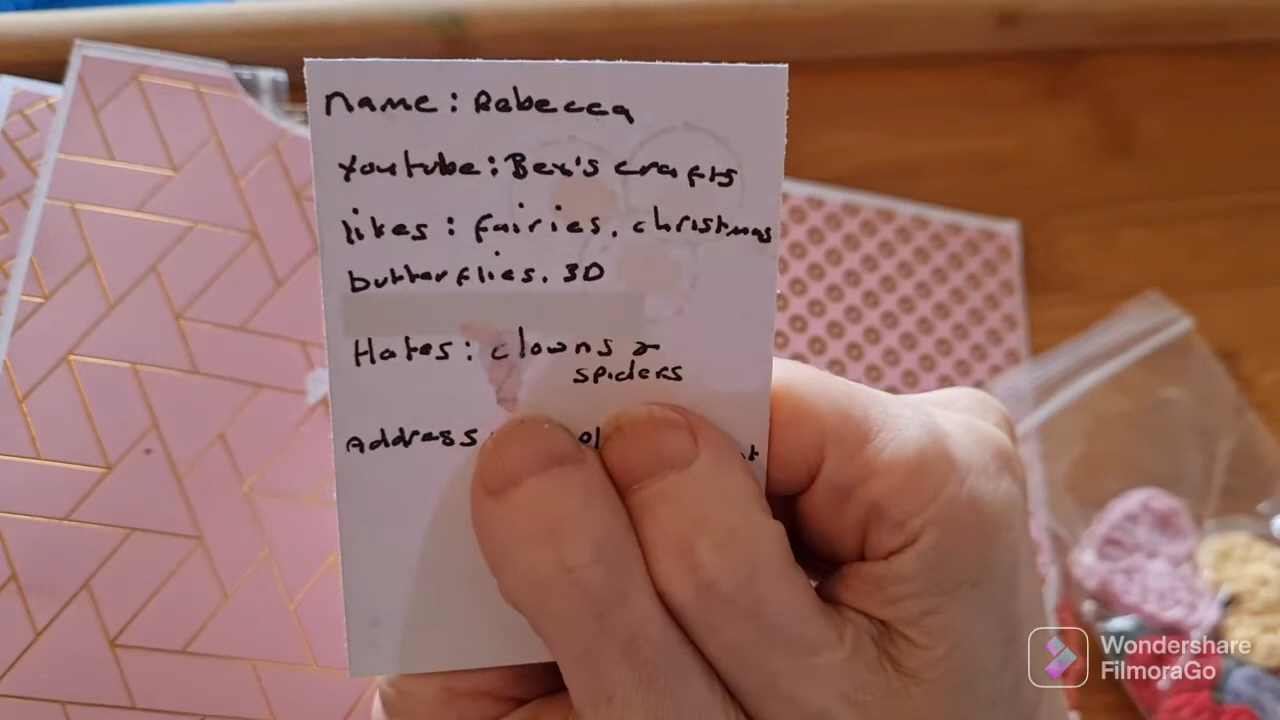 Name: Rebecca
Youtube: Bex's crafts
likes: fairies, christmas
butterflies. 3D
Hates: clowns &
spiders
Address
Wondershare
FilmoraGo